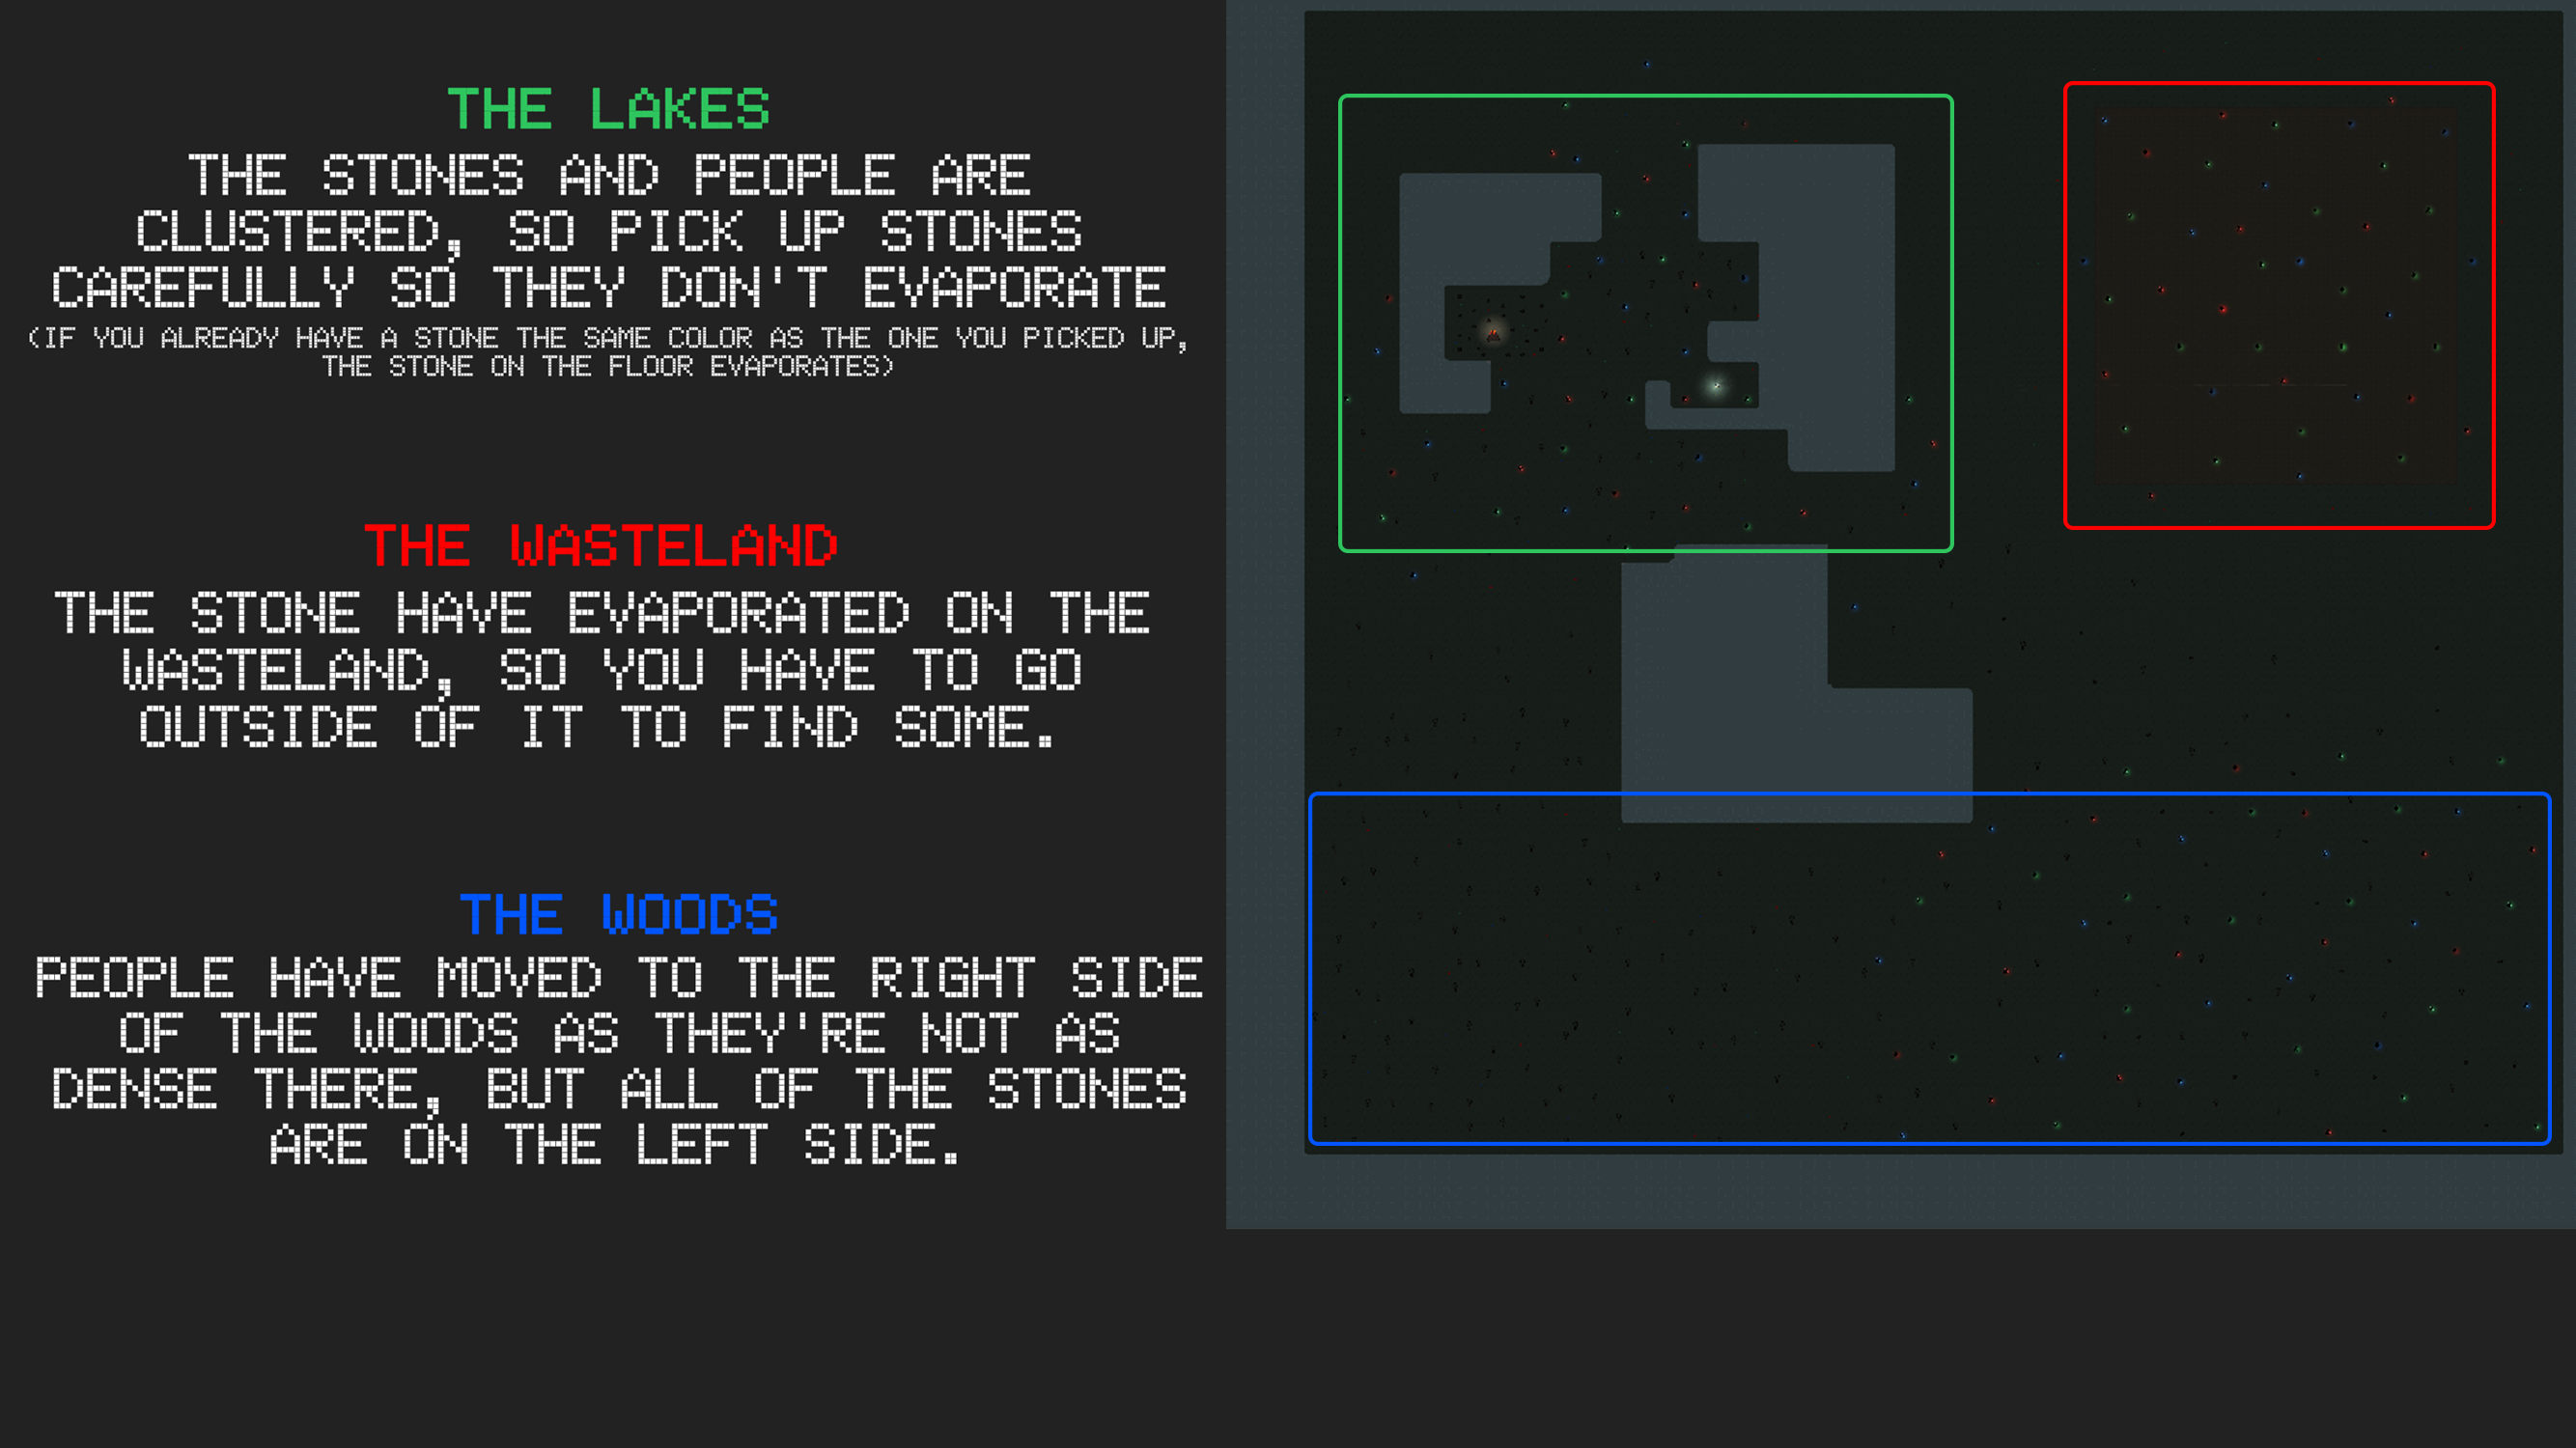 THE LAKES
THE STONES AND PEOPLE ARE
CLUSTERED, SO PICK UP STONES
CAREFULLY SO THEY DON'T EVAPORATE
(IF YOU ALREADY HAVE A STONE THE SAME COLOR AS THE ONE YOU PICKED UP,
THE STONE ON THE FLOOR EVAPORATES)
THE WASTELAND
THE STONE HAVE EVAPORATED ON THE
WASTELAND, SO YOU HAVE TO GO
OUTSIDE OF IT TO FIND SOME.
THE WOODS
PEOPLE HAVE MOVED TO THE RIGHT SIDE
OF THE WOODS AS THEY'RE NOT AS
DENSE THERE, BUT ALL OF THE STONES
ARE ON THE LEFT SIDE.